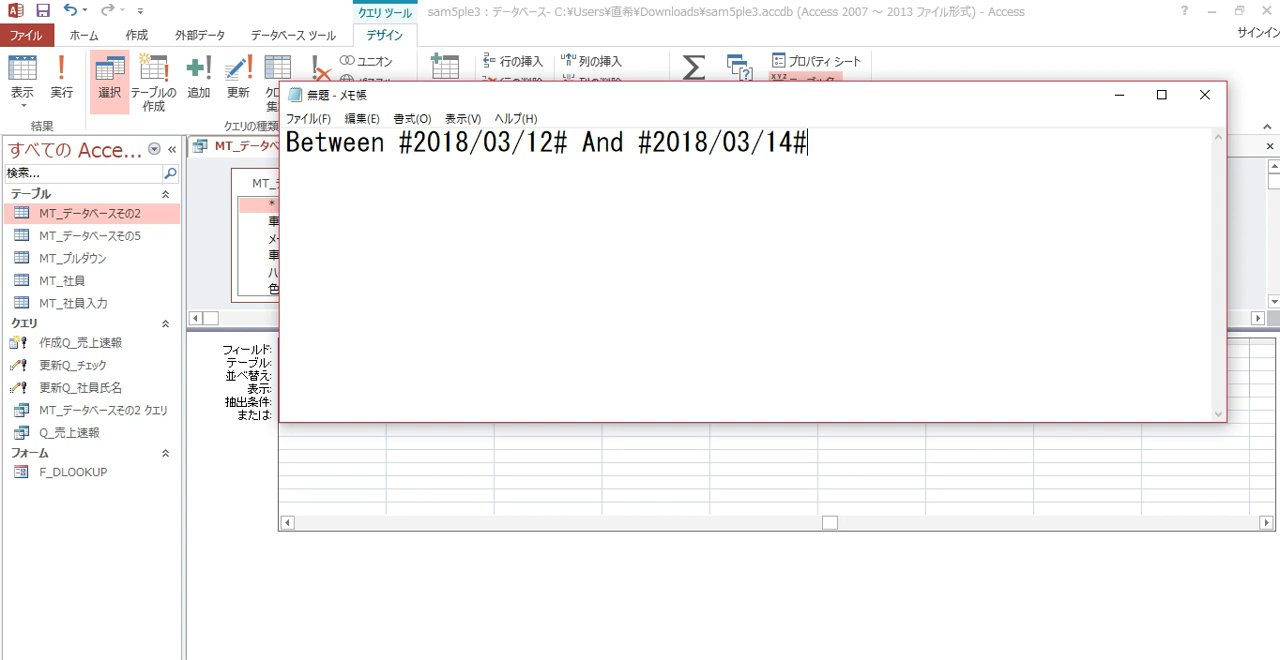 クエリ ツール
sam5ple3 : データベース- C:¥Users¥直希¥Downloads¥sam5ple3.accdb (Access 2007 ～ 2013 ファイル形式) - Access
ファイル ホーム 作成 外部データ データベース ツール デザイン サインイン
表示 実行 選択 テーブルの作成 追加 更新
ユニオン
行の挿入 列の挿入
プロパティ シート
結果 クエリの種類
無題 - メモ帳
ファイル(F) 編集(E) 書式(O) 表示(V) ヘルプ(H)
Between #2018/03/12# And #2018/03/14#
すべての Acce...
検索...
テーブル
MT_データベースその2
MT_データベースその5
MT_プルダウン
MT_社員
MT_社員入力
クエリ
作成Q_売上速報
更新Q_チェック
更新Q_社員氏名
MT_データベースその2 クエリ
Q_売上速報
フォーム
F_DLOOKUP
MT_データベ
MT_
*
車
メ
車
ハ
色
フィールド:
テーブル:
並べ替え:
表示:
抽出条件:
または: